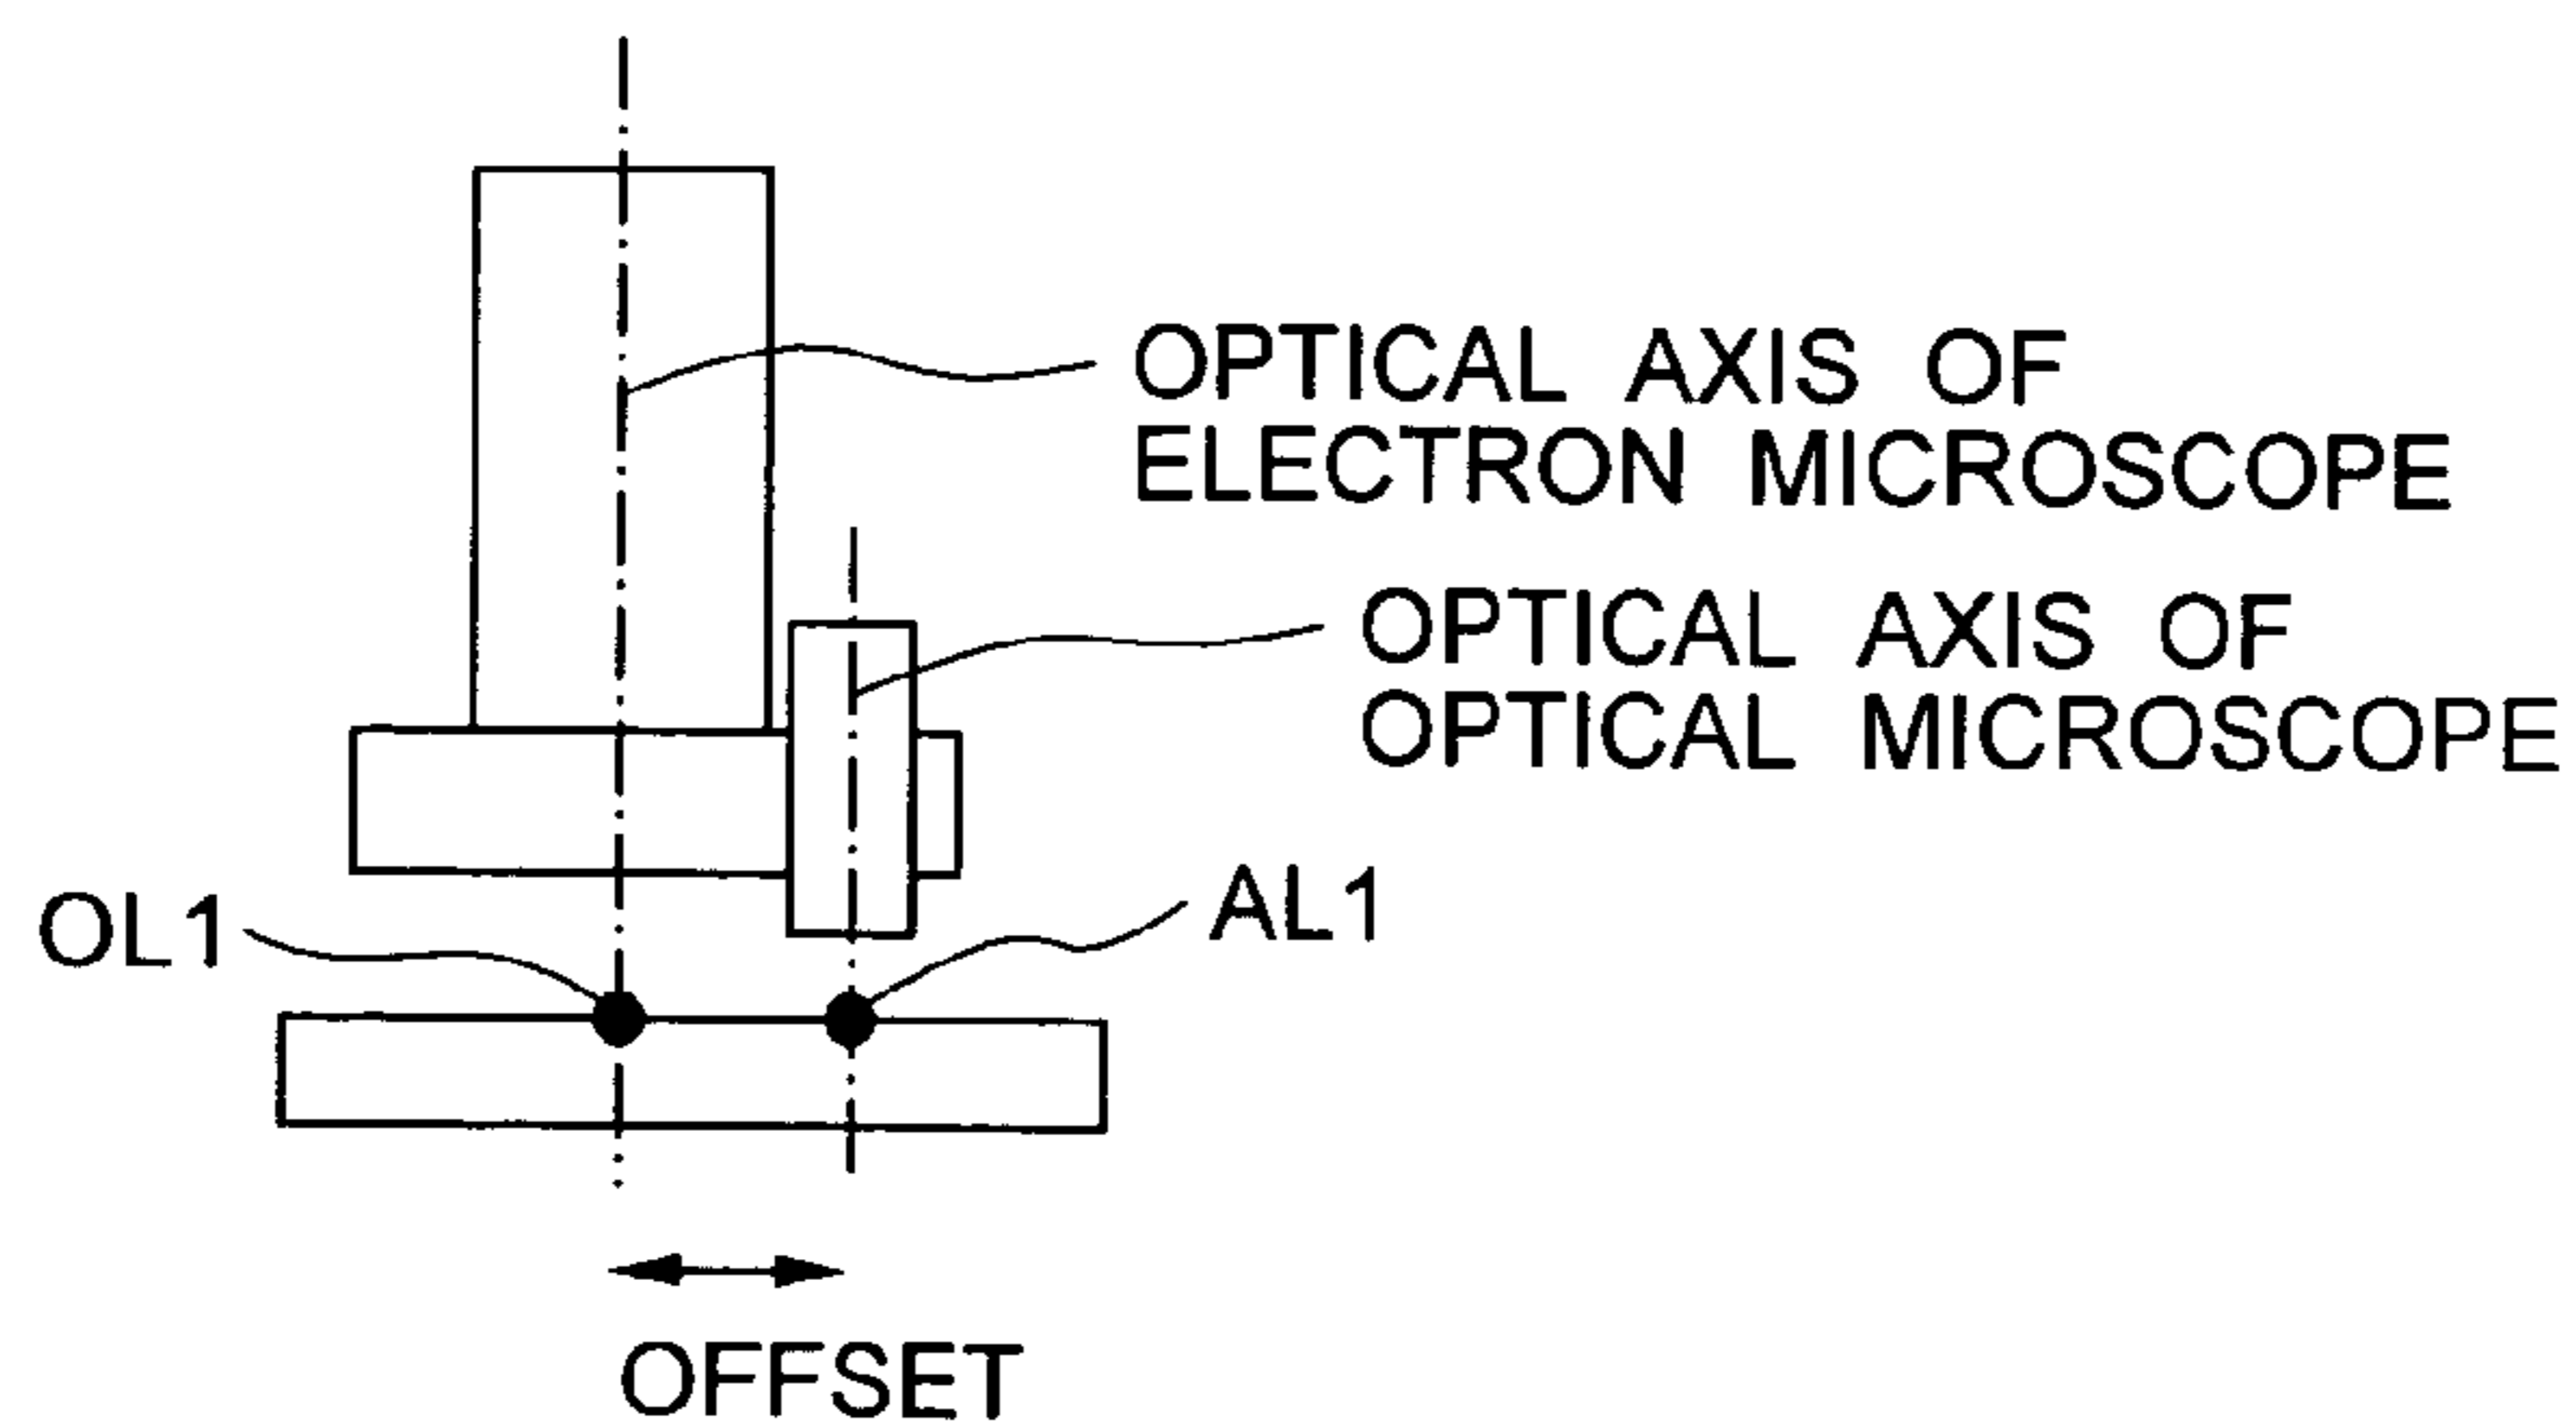 OPTICAL AXIS OF
ELECTRON MICROSCOPE
OPTICAL AXIS OF
OPTICAL MICROSCOPE
OL1
AL1
OFFSET